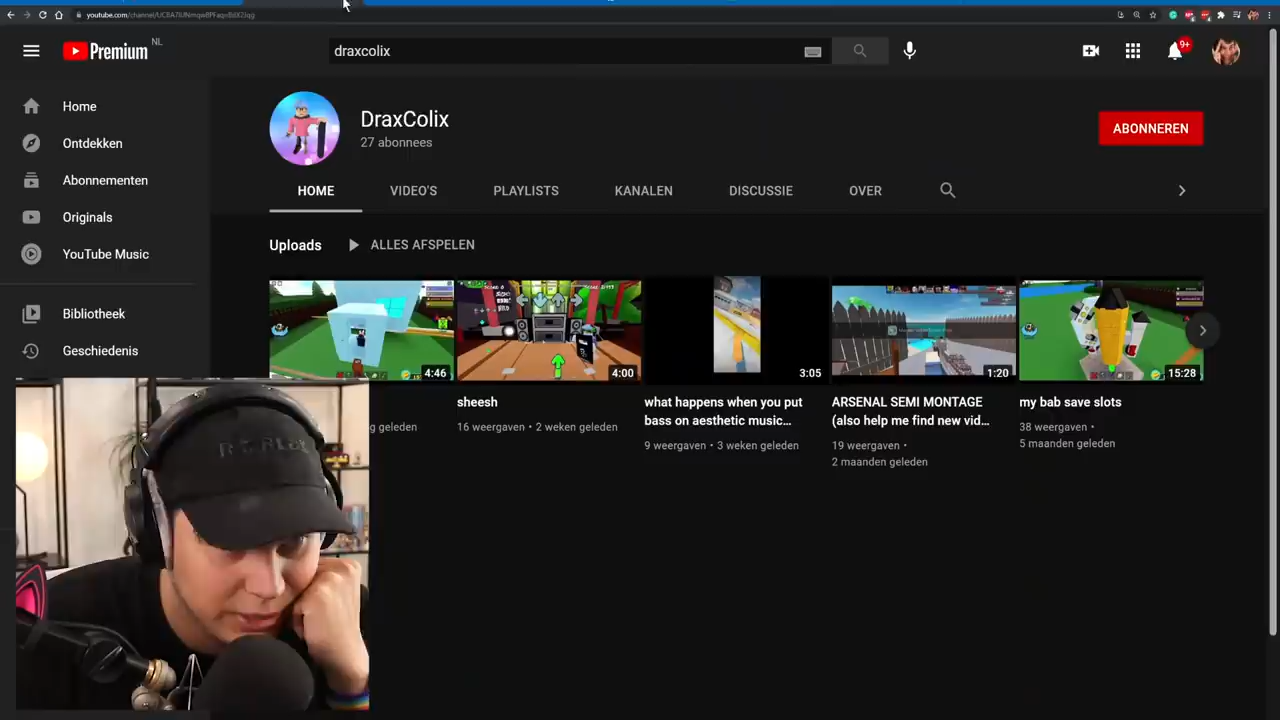 Premium NL
draxcolix
9+
Home
Ontdekken
Abonnementen
Originals
YouTube Music
Bibliotheek
Geschiedenis
DraxColix
27 abonnees
ABONNEREN
HOME VIDEO'S PLAYLISTS KANALEN DISCUSSIE OVER
Uploads ALLES AFSPELEN
4:46
4:00
3:05
1:20
15:28
g geleden
sheesh
16 weergaven • 2 weken geleden
what happens when you put
bass on aesthetic music...
9 weergaven • 3 weken geleden
ARSENAL SEMI MONTAGE
(also help me find new vid...
19 weergaven •
2 maanden geleden
my bab save slots
38 weergaven •
5 maanden geleden